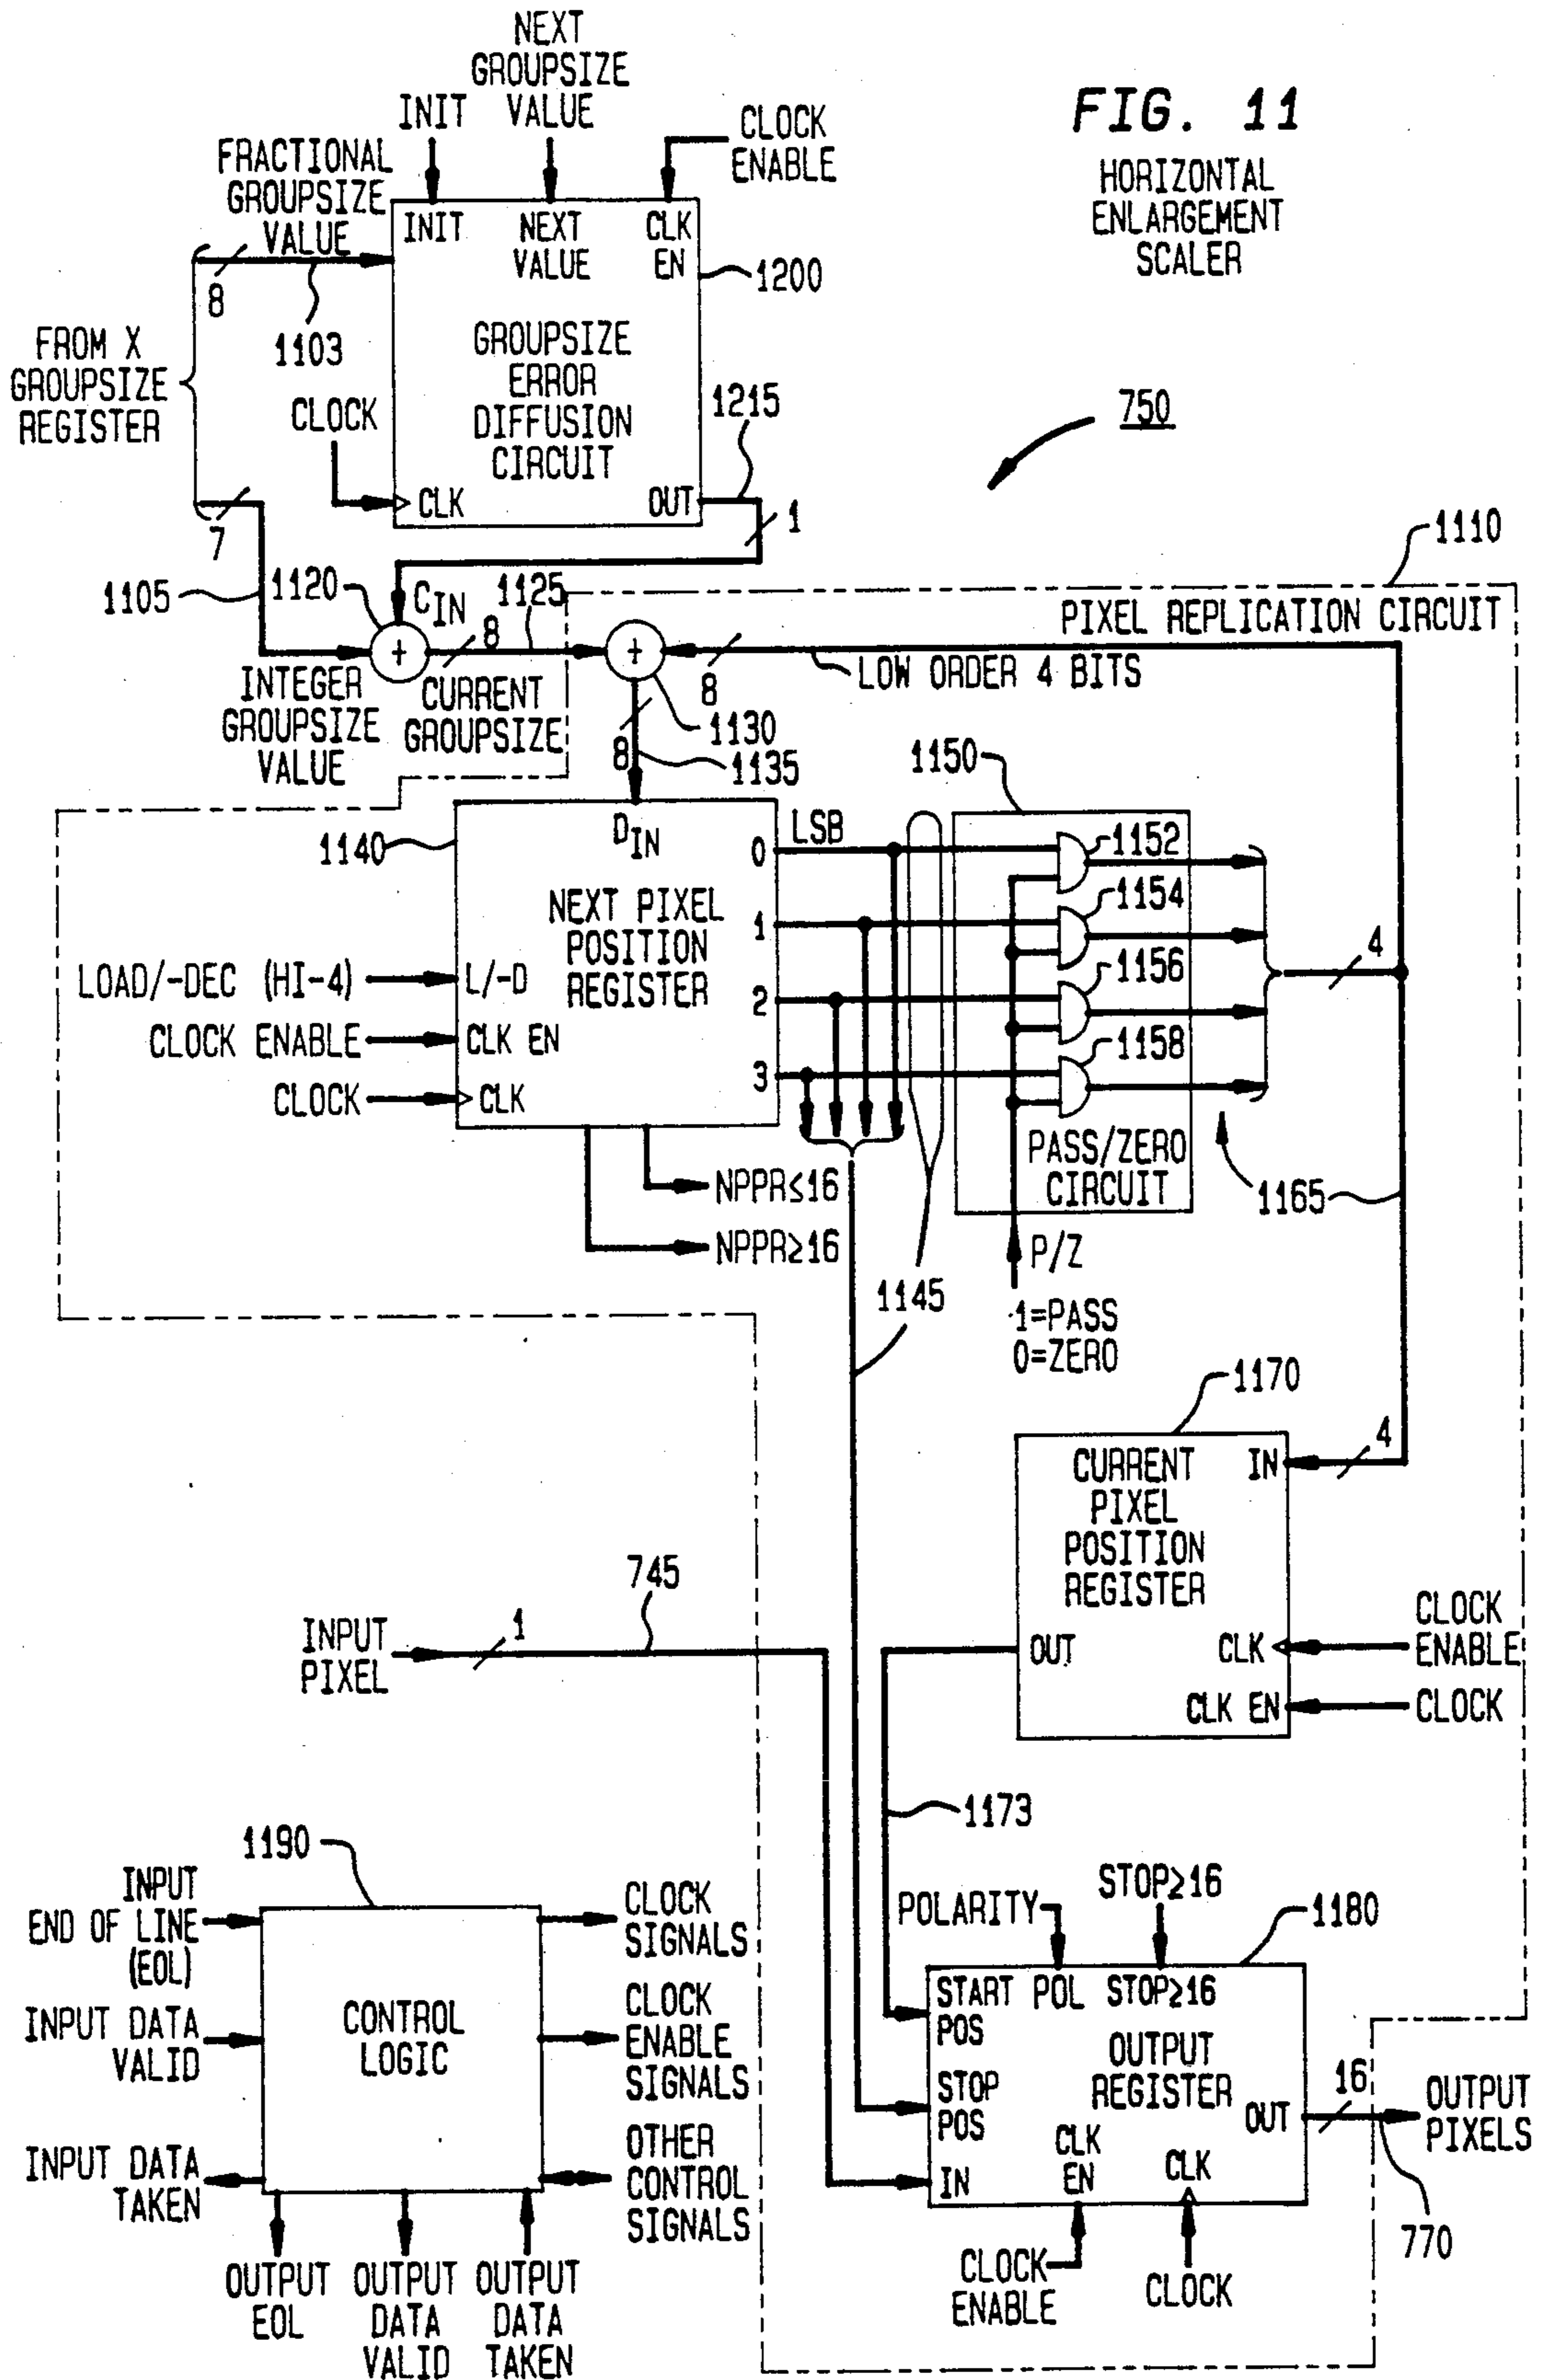 NEXT
GROUPSIZE
VALUE
INIT
CLOCK
ENABLE
FIG. 11
HORIZONTAL
ENLARGEMENT
SCALER
FRACTIONAL
GROUPSIZE
VALUE
INIT
NEXT
VALUE
CLK
EN
1200
8
1103
FROM X
GROUPSIZE
REGISTER
CLOCK
GROUPSIZE
ERROR
DIFFUSION
CIRCUIT
CLK
OUT
1215
1
750
7
1105
1120
CIN
1125
8
1110
PIXEL REPLICATION CIRCUIT
LOW ORDER 4 BITS
8
INTEGER
GROUPSIZE
VALUE
CURRENT
GROUPSIZE
1130
8
1135
1140
DIN
NEXT PIXEL
POSITION
REGISTER
LOAD/-DEC (HI-4)
L/-D
CLOCK ENABLE
CLK EN
CLOCK
CLK
0
LSB
1
2
3
1150
1152
1154
1156
1158
4
PASS/ZERO
CIRCUIT
1165
NPPR≤16
NPPR≥16
1145
P/Z
1=PASS
0=ZERO
1170
4
CURRENT
PIXEL
POSITION
REGISTER
IN
OUT
CLK
CLK EN
CLOCK
ENABLE
CLOCK
745
INPUT
PIXEL
1
1173
1190
INPUT
END OF LINE
(EOL)
INPUT DATA
VALID
INPUT DATA
TAKEN
CONTROL
LOGIC
CLOCK
SIGNALS
CLOCK
ENABLE
SIGNALS
OTHER
CONTROL
SIGNALS
OUTPUT
EOL
OUTPUT
DATA
VALID
OUTPUT
DATA
TAKEN
POLARITY
STOP≥16
1180
START
POS
POL
STOP≥16
OUTPUT
REGISTER
STOP
POS
IN
CLK
EN
CLK
OUT
16
OUTPUT
PIXELS
770
CLOCK
ENABLE
CLOCK